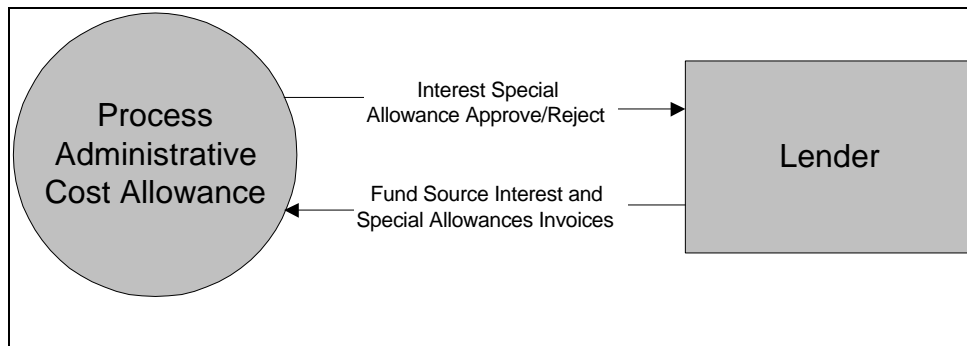 Process
Administrative
Cost Allowance
Interest Special
Allowance Approve/Reject
Fund Source Interest and
Special Allowances Invoices
Lender